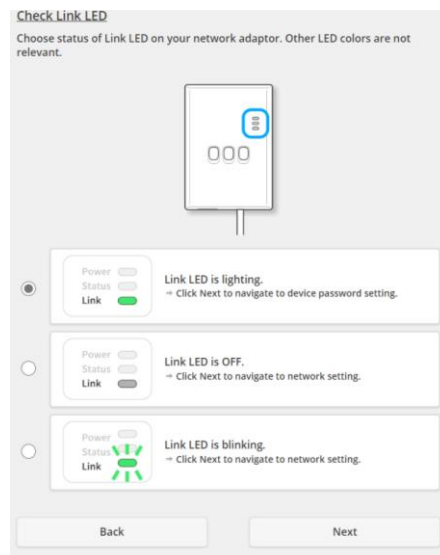 Check Link LED
Choose status of Link LED on your network adaptor. Other LED colors are not
relevant.
Power
Status
Link
Link LED is lighting.
⇒ Click Next to navigate to device password setting.
Power
Status
Link
Link LED is OFF.
⇒ Click Next to navigate to network setting.
Power
Status
Link
Link LED is blinking.
⇒ Click Next to navigate to network setting.
Back
Next